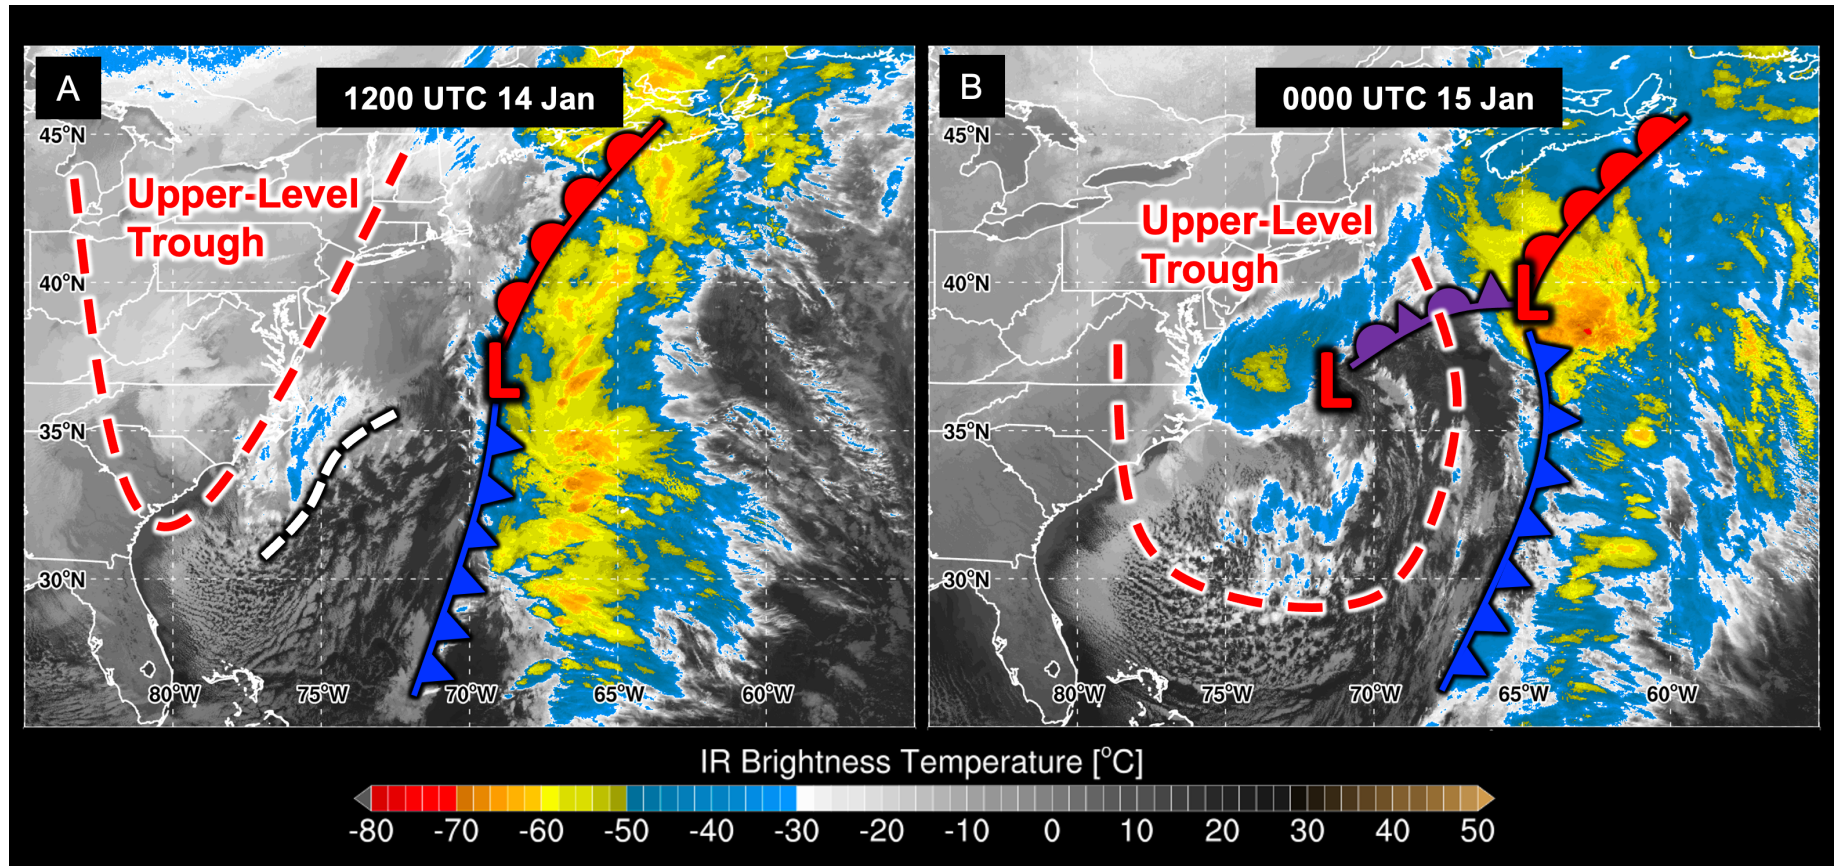 A
1200 UTC 14 Jan
45°N
Upper-Level
Trough
40°N
L
35°N
30°N
80°W
75°W
70°W
65°W
60°W
B
0000 UTC 15 Jan
45°N
Upper-Level
Trough
40°N
L
L
35°N
30°N
80°W
75°W
70°W
65°W
60°W
IR Brightness Temperature [°C]
-80 -70 -60 -50 -40 -30 -20 -10 0 10 20 30 40 50